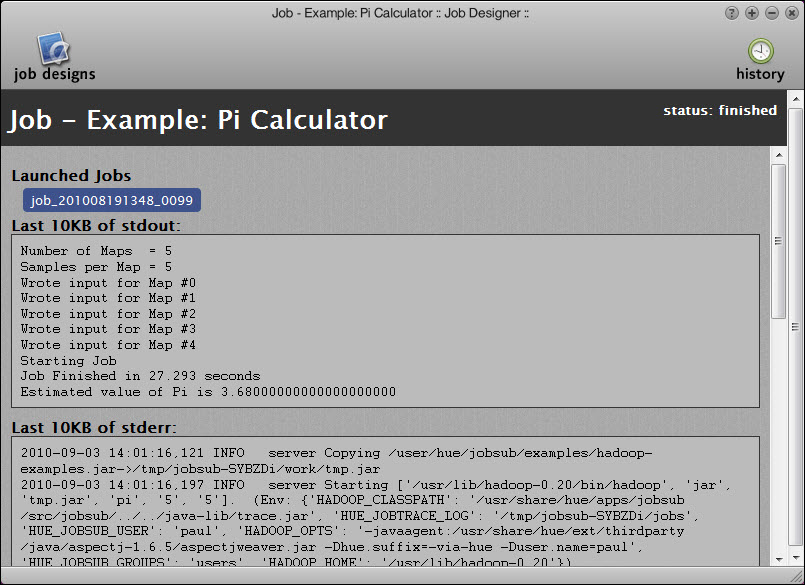 Job - Example: Pi Calculator :: Job Designer ::
job designs
history
Job - Example: Pi Calculator
status: finished
Launched Jobs
job_201008191348_0099
Last 10KB of stdout:
Number of Maps  = 5
Samples per Map = 5
Wrote input for Map #0
Wrote input for Map #1
Wrote input for Map #2
Wrote input for Map #3
Wrote input for Map #4
Starting Job
Job Finished in 27.293 seconds
Estimated value of Pi is 3.68000000000000000000
Last 10KB of stderr:
2010-09-03 14:01:16,121 INFO   server Copying /user/hue/jobsub/examples/hadoop-
examples.jar->/tmp/jobsub-SYBZDi/work/tmp.jar
2010-09-03 14:01:16,197 INFO   server Starting ['/usr/lib/hadoop-0.20/bin/hadoop', 'jar',
'tmp.jar', 'pi', '5', '5'].  (Env: {'HADOOP_CLASSPATH': '/usr/share/hue/apps/jobsub
/src/jobsub/../../java-lib/trace.jar', 'HUE_JOBTRACE_LOG': '/tmp/jobsub-SYBZDi/jobs',
'HUE_JOBSUB_USER': 'paul', 'HADOOP_OPTS': '-javaagent:/usr/share/hue/ext/thirdparty
/java/aspectj-1.6.5/aspectjweaver.jar -Dhue.suffix=-via-hue -Duser.name=paul',
'HUE_JOBSUB_GROUPS': 'users', 'HADOOP_HOME': '/usr/lib/hadoop-0.20'})